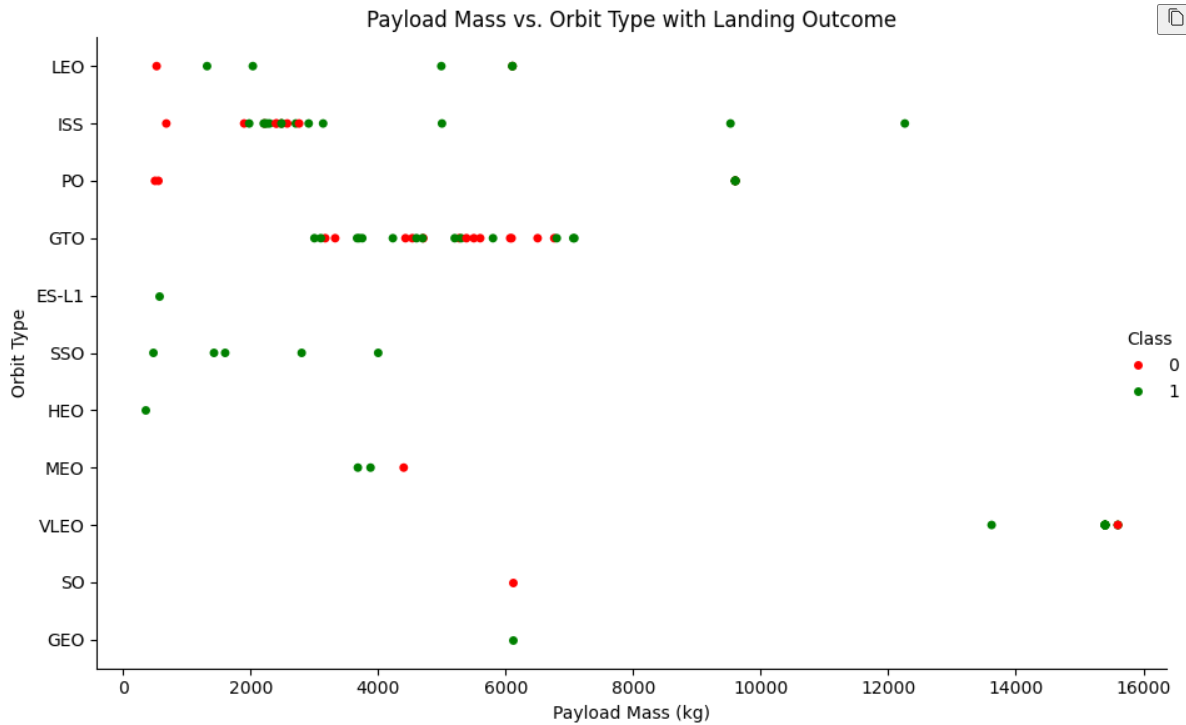 Payload Mass vs. Orbit Type with Landing Outcome
LEO
ISS
PO
GTO
ES-L1
SSO
HEO
MEO
VLEO
SO
GEO
Orbit Type
Class
0
1
0 2000 4000 6000 8000 10000 12000 14000 16000
Payload Mass (kg)